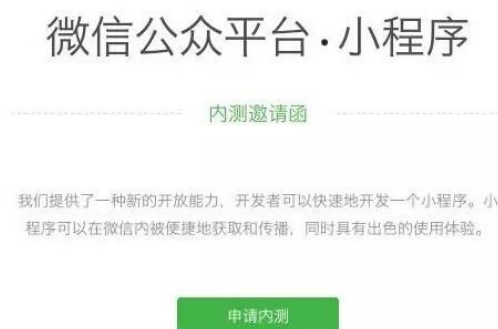 微信公众平台·小程序
内测邀请函
我们提供了一种新的开放能力，开发者可以快速地开发一个小程序。小
程序可以在微信内被便捷地获取和传播，同时具有出色的使用体验。
申请内测